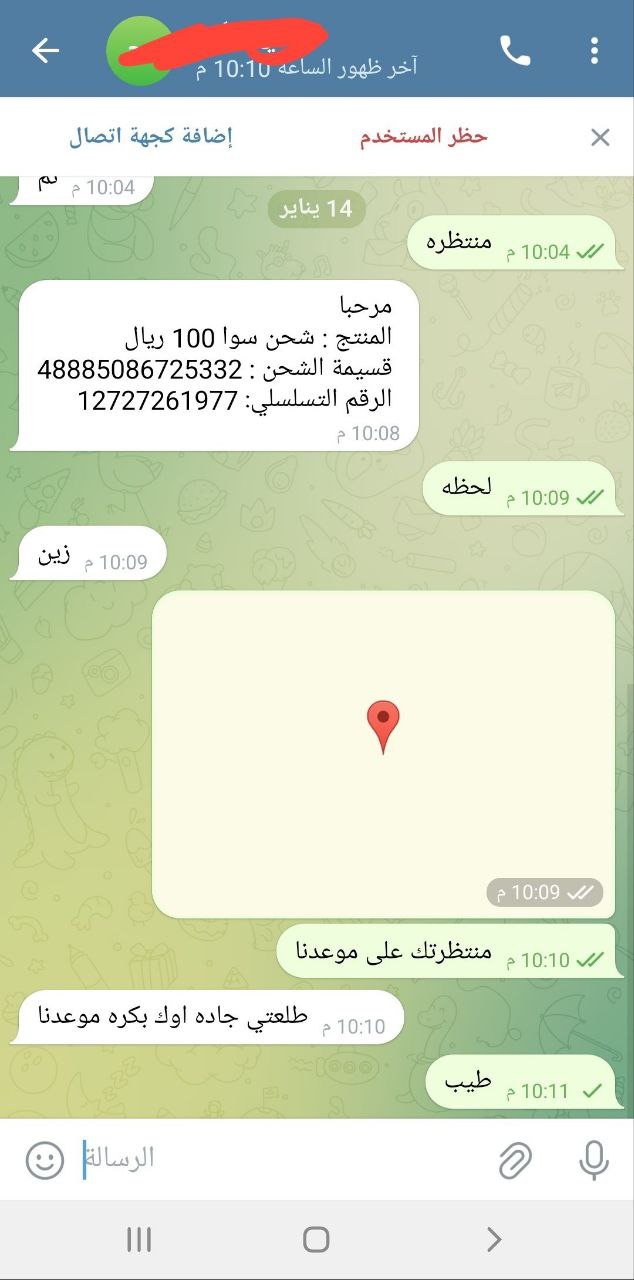 آخر ظهور الساعة 10:10 م
إضافة كجهة اتصال
حظر المستخدم
تم 10:04 م
14 يناير
منتظره 10:04 م
مرحبا
المنتج : شحن سوا 100 ريال
قسيمة الشحن : 48885086725332
الرقم التسلسلي: 12727261977
10:08 م
لحظه 10:09 م
زين 10:09 م
10:09 م
منتظرتك على موعدنا 10:10 م
طلعتي جاده اوك بكره موعدنا 10:10 م
طيب 10:11 م
الرسالة